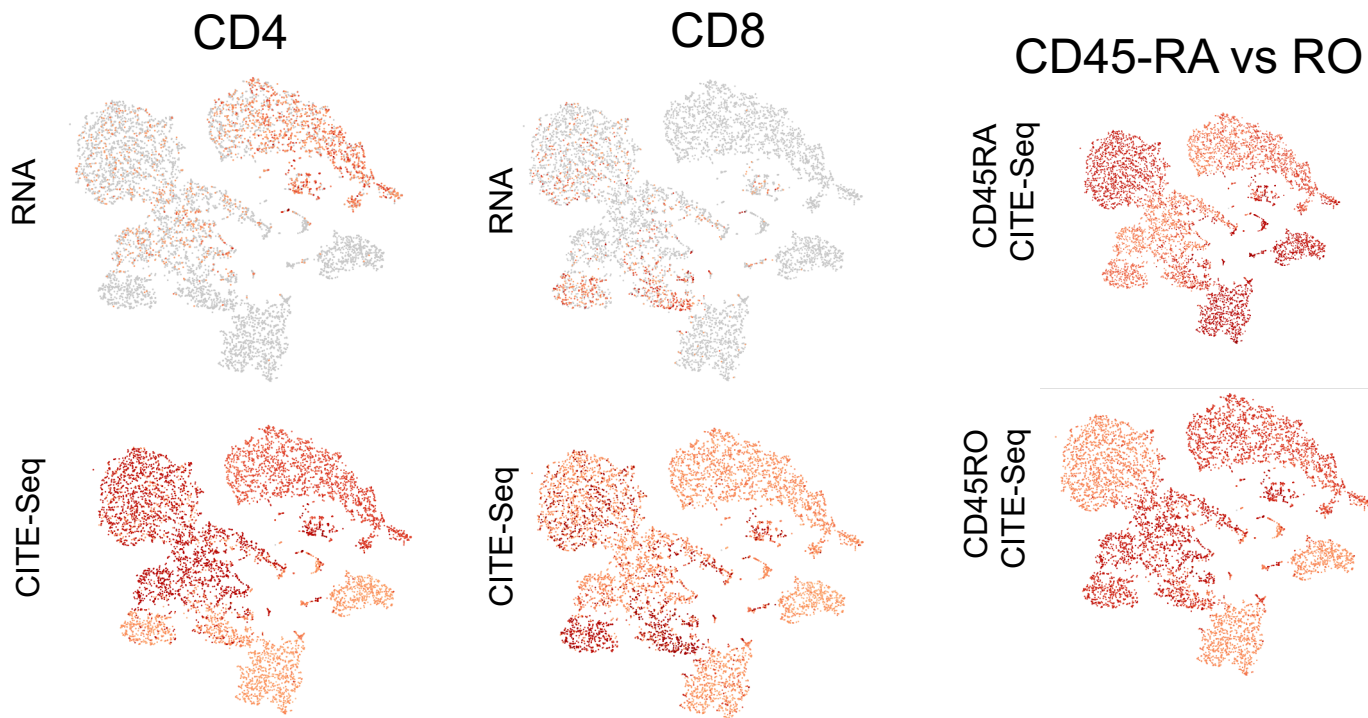 CD4
CD8
CD45-RA vs RO
RNA
RNA
CD45RA
CITE-Seq
CITE-Seq
CITE-Seq
CD45RO
CITE-Seq